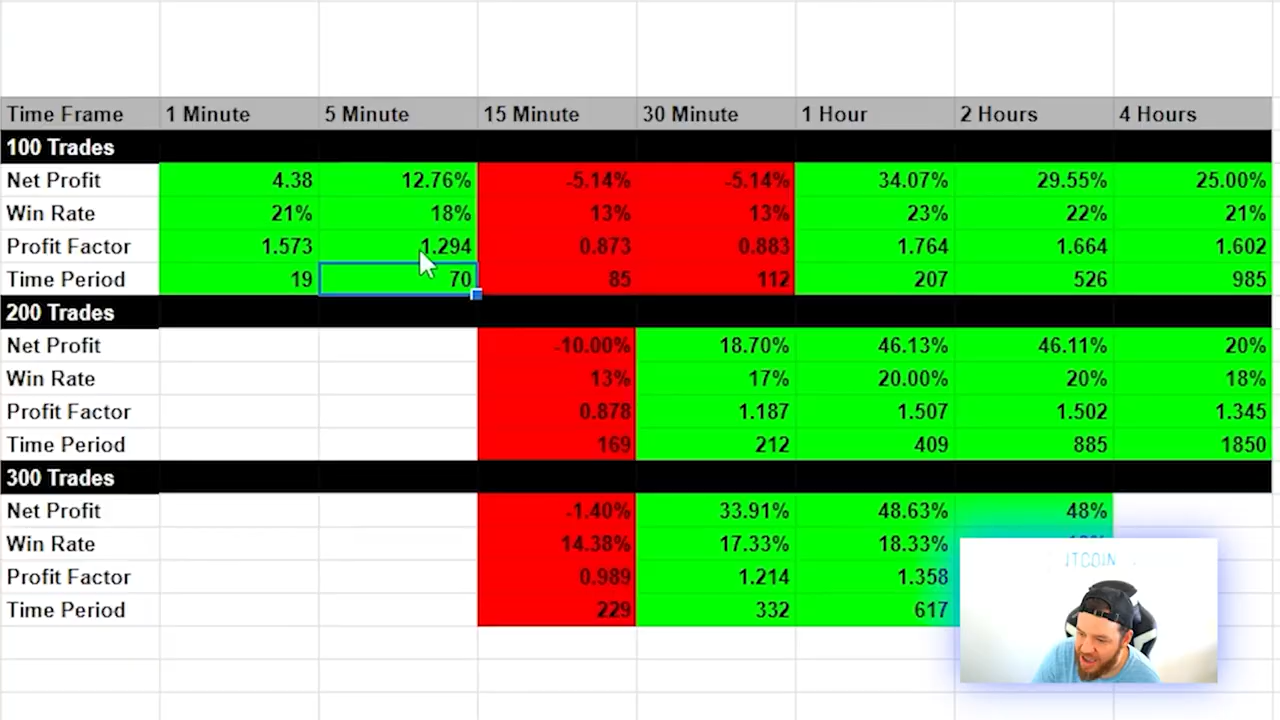 Time Frame 1 Minute 5 Minute 15 Minute 30 Minute 1 Hour 2 Hours 4 Hours
100 Trades
Net Profit 4.38 12.76% -5.14% -5.14% 34.07% 29.55% 25.00%
Win Rate 21% 18% 13% 13% 23% 22% 21%
Profit Factor 1.573 1.294 0.873 0.883 1.764 1.664 1.602
Time Period 19 70 85 112 207 526 985
200 Trades
Net Profit -10.00% 18.70% 46.13% 46.11% 20%
Win Rate 13% 17% 20.00% 20% 18%
Profit Factor 0.878 1.187 1.507 1.502 1.345
Time Period 169 212 409 885 1850
300 Trades
Net Profit -1.40% 33.91% 48.63% 48%
Win Rate 14.38% 17.33% 18.33%
Profit Factor 0.989 1.214 1.358
Time Period 229 332 617
ITCOIN